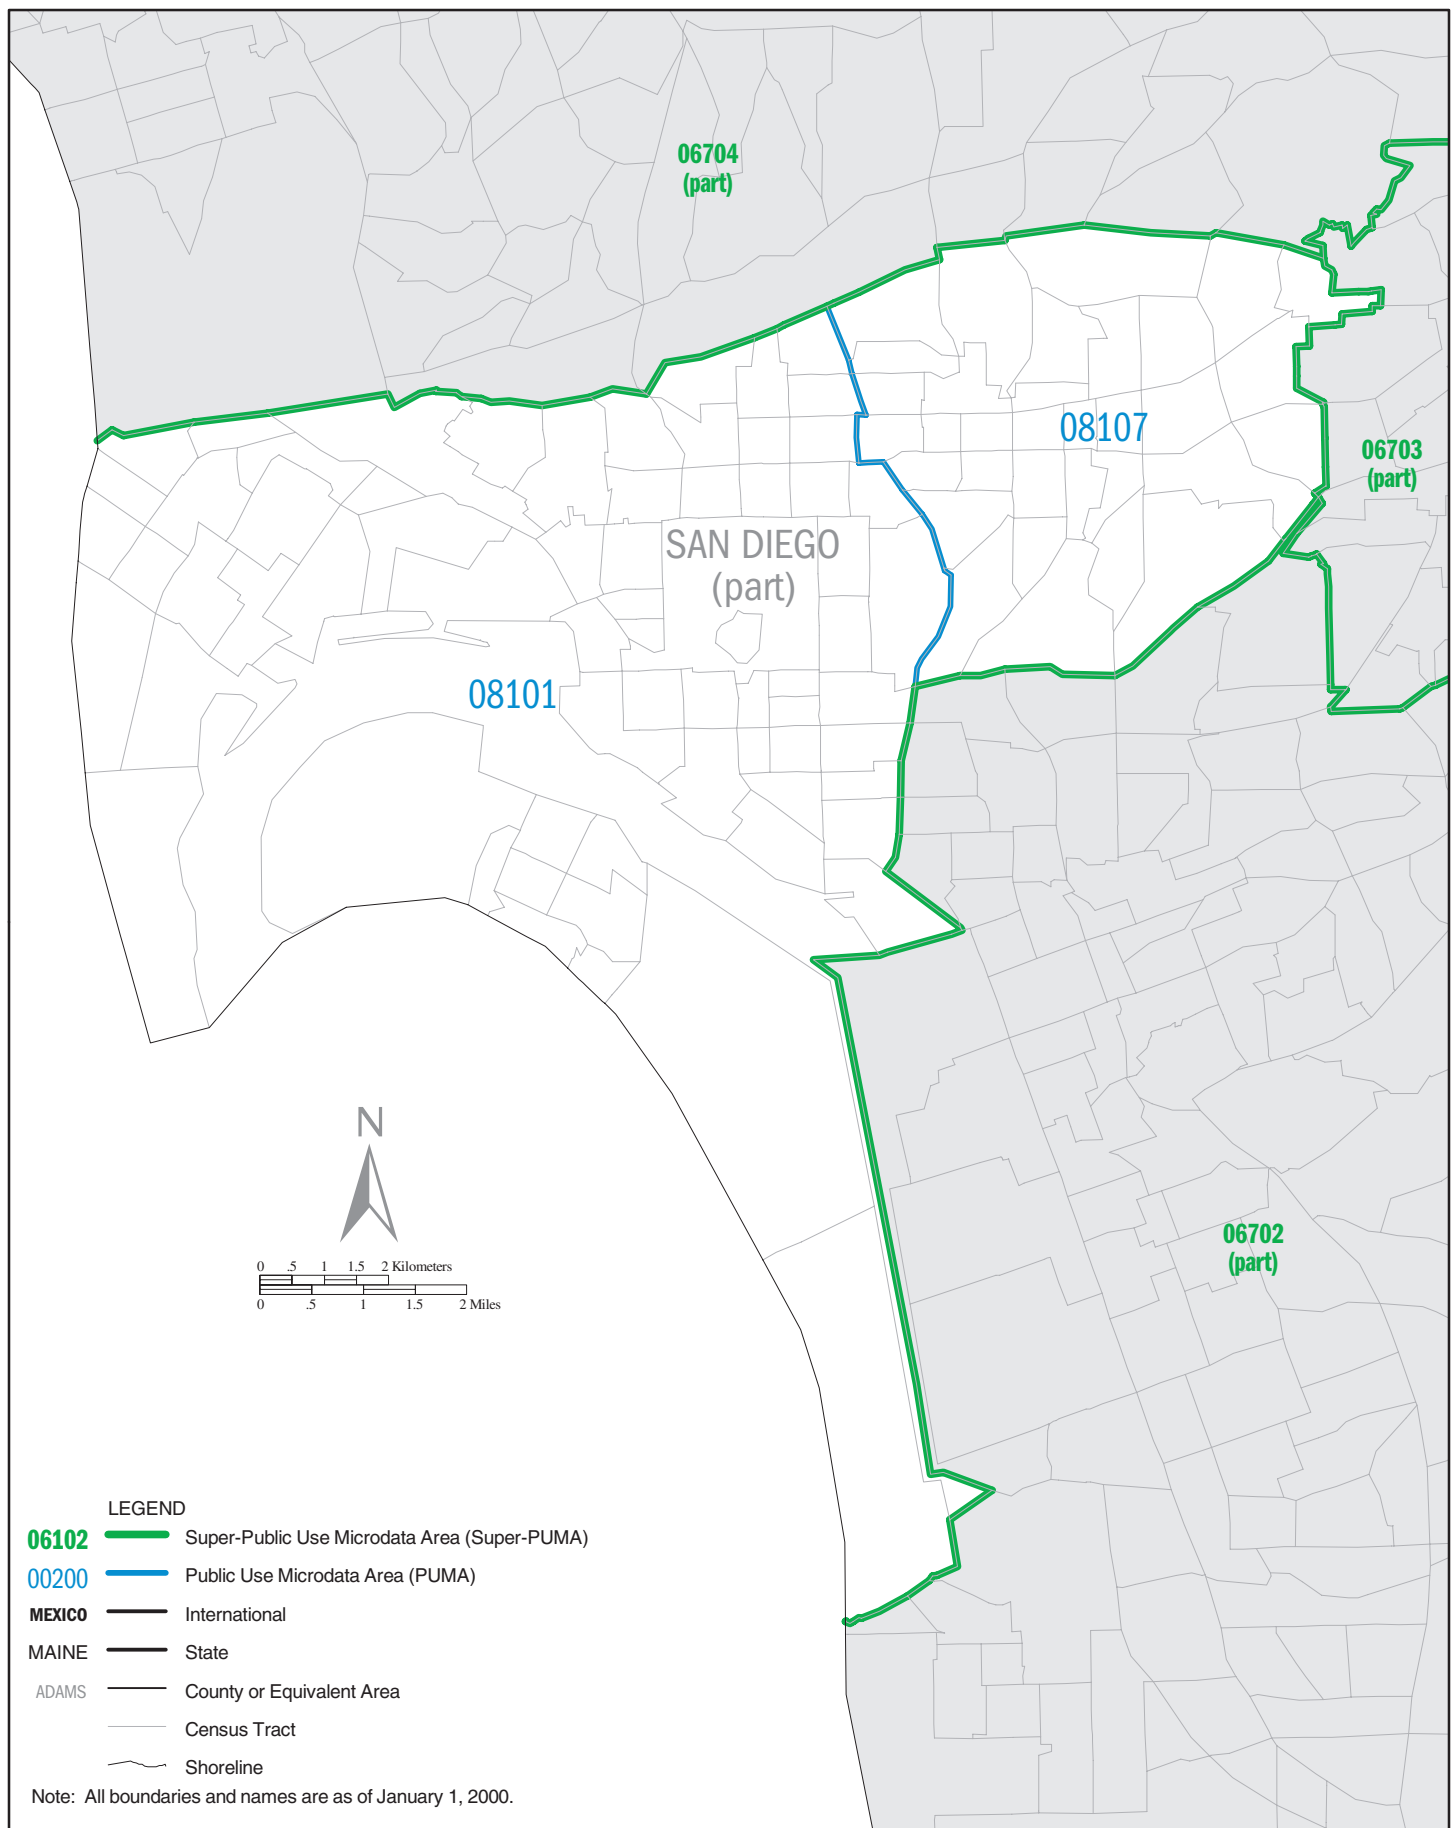 06704
(part)
08107
06703
(part)
SAN DIEGO
(part)
08101
N
0 .5 1 1.5 2 Kilometers
0 .5 1 1.5 2 Miles
06702
(part)
LEGEND
06102 Super-Public Use Microdata Area (Super-PUMA)
00200 Public Use Microdata Area (PUMA)
MEXICO International
MAINE State
ADAMS County or Equivalent Area
Census Tract
Shoreline
Note: All boundaries and names are as of January 1, 2000.